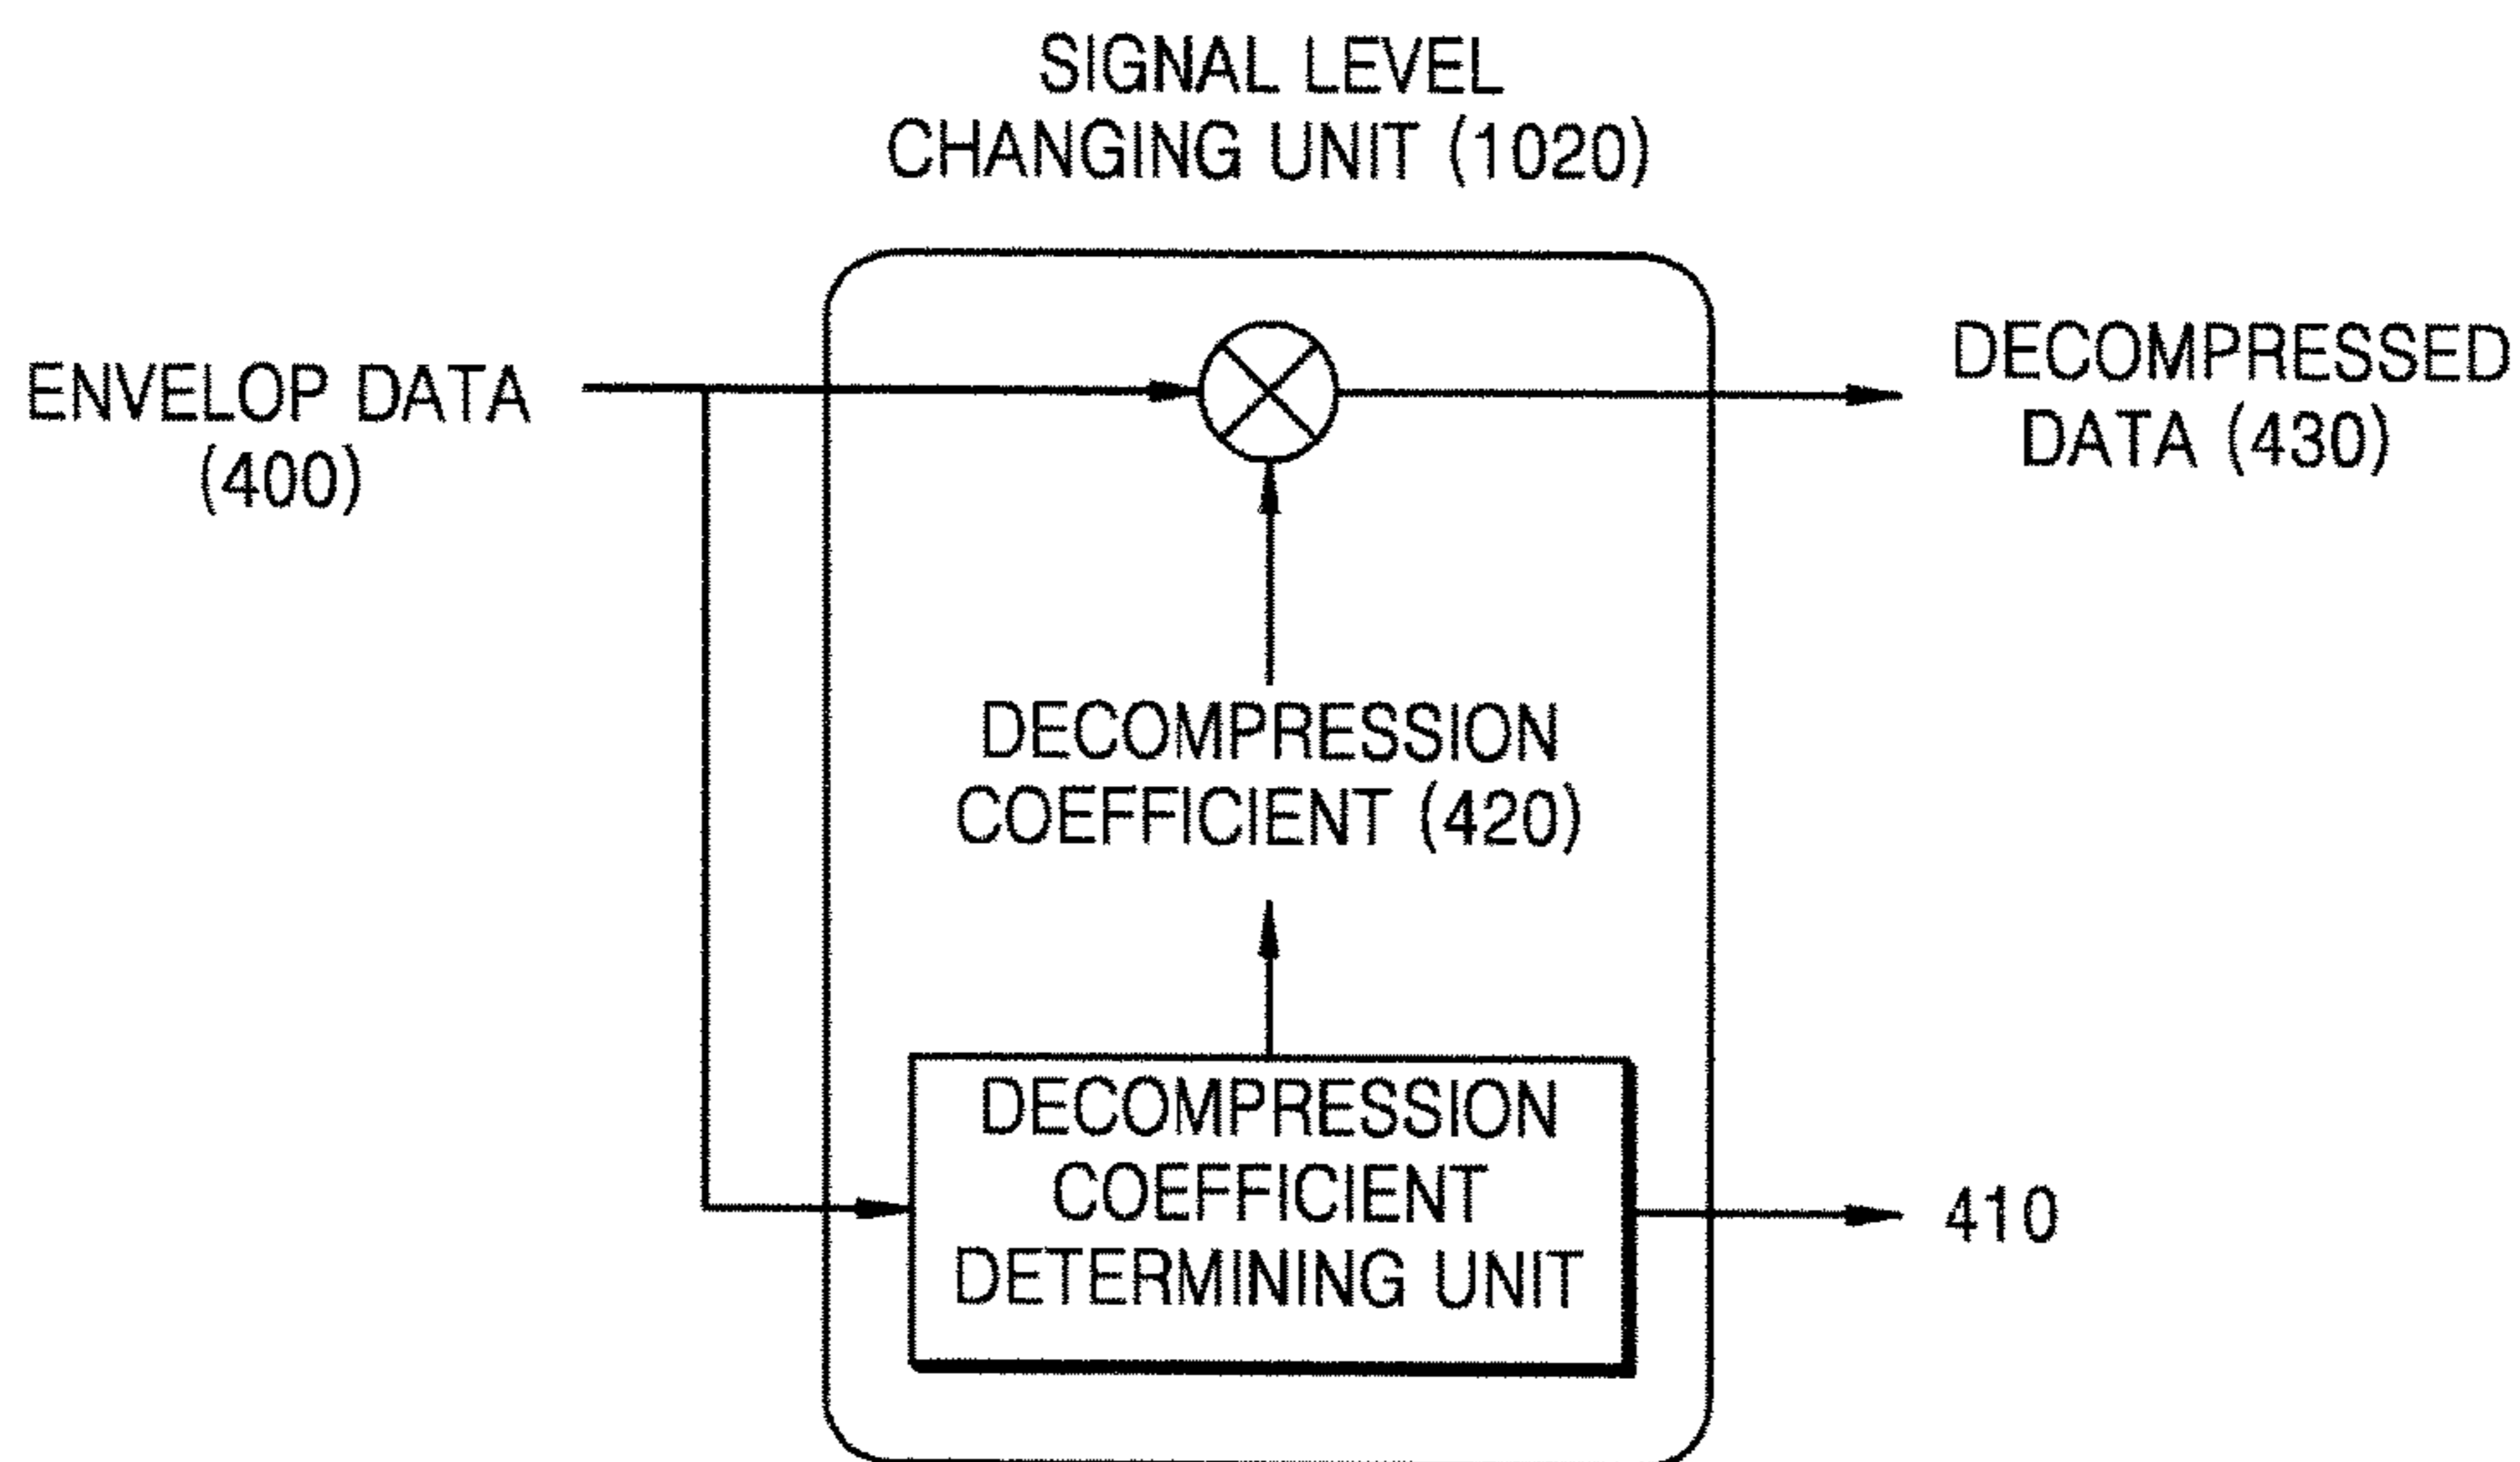 SIGNAL LEVEL
CHANGING UNIT (1020)
ENVELOP DATA
(400)
DECOMPRESSED
DATA (430)
DECOMPRESSION
COEFFICIENT (420)
DECOMPRESSION
COEFFICIENT
DETERMINING UNIT
410